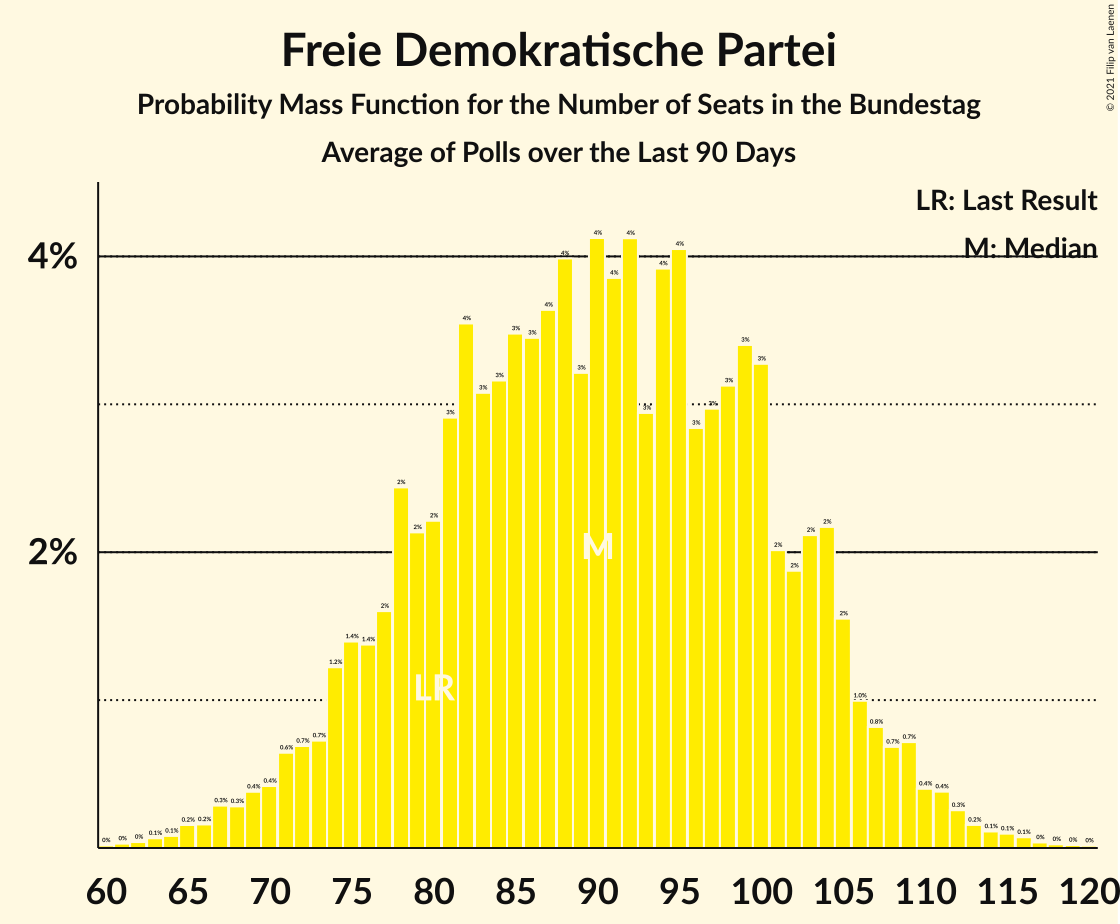 Freie Demokratische Partei
Probability Mass Function for the Number of Seats in the Bundestag
Average of Polls over the Last 90 Days
© 2021 Filip van Laenen
LR: Last Result
M: Median
4%
2%
0% 0% 0% 0.1% 0.1% 0.2% 0.2% 0.3% 0.3% 0.4% 0.4% 0.6% 0.7% 0.7% 1.2% 1.4% 1.4% 2% 2% 2% 2% 3% 4% 3% 3% 3% 3% 4% 4% 3% 4% 4% 4% 3% 4% 4% 3% 3% 3% 3% 3% 2% 2% 2% 2% 2% 1.0% 0.8% 0.7% 0.7% 0.4% 0.4% 0.3% 0.2% 0.1% 0.1% 0.1% 0% 0% 0% 0%
M
LR
60 65 70 75 80 85 90 95 100 105 110 115 120